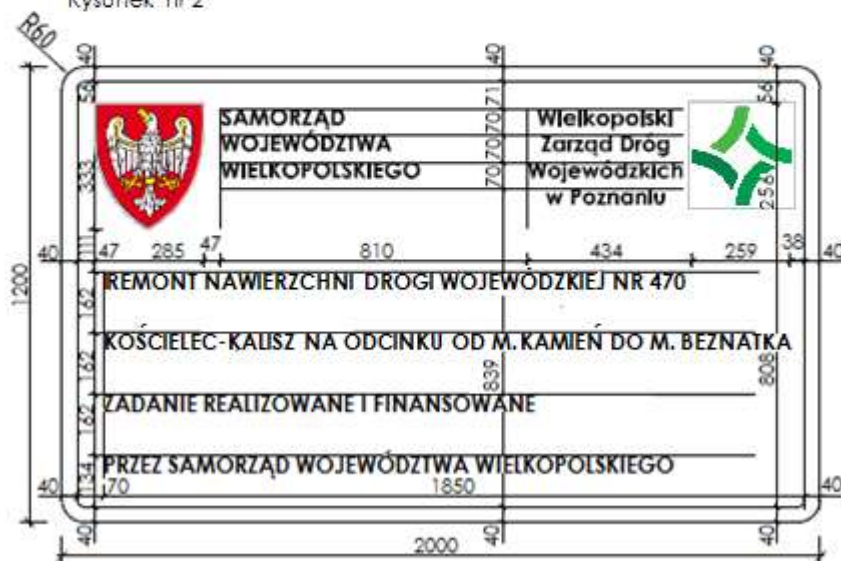 Rysunek nr 2
R60
40 40 40
56 71 56
SAMORZĄD
WOJEWÓDZTWA
WIELKOPOLSKIEGO
70 70 70
Wielkopolski
Zarząd Dróg
Wojewódzkich
w Poznaniu
333 256
111
40 47 285 47 810 434 259 38 40
1200
REMONT NAWIERZCHNI DROGI WOJEWÓDZKIEJ NR 470
162
KOŚCIELEC-KALISZ NA ODCINKU OD M. KAMIEŃ DO M. BEZNATKA
162 839 808
ZADANIE REALIZOWANE I FINANSOWANE
162
PRZEZ SAMORZĄD WOJEWÓDZTWA WIELKOPOLSKIEGO
134
40 70 1850 40
40 40 40
2000